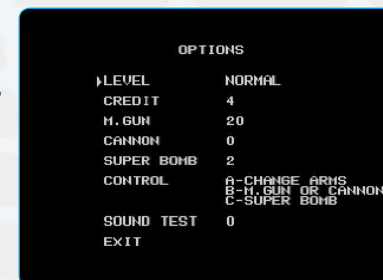 OPTIONS
LEVEL NORMAL
CREDIT 4
M.GUN 20
CANNON 0
SUPER BOMB 2
CONTROL A-CHANGE ARMS
B-M.GUN OR CANNON
C-SUPER BOMB
SOUND TEST 0
EXIT